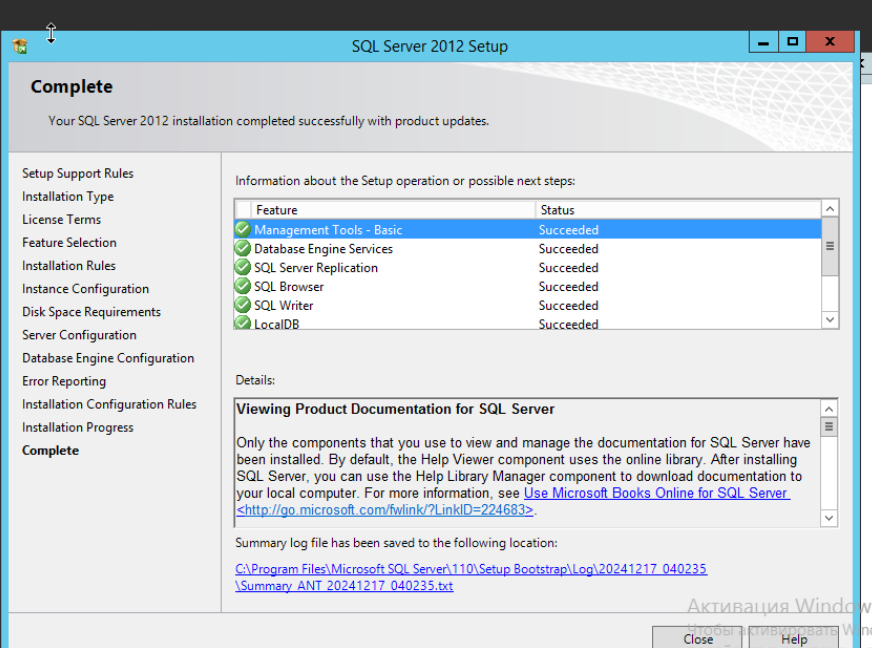 SQL Server 2012 Setup
Complete
Your SQL Server 2012 installation completed successfully with product updates.
Setup Support Rules
Installation Type
License Terms
Feature Selection
Installation Rules
Instance Configuration
Disk Space Requirements
Server Configuration
Database Engine Configuration
Error Reporting
Installation Configuration Rules
Installation Progress
Complete
Information about the Setup operation or possible next steps:
Feature Status
Management Tools - Basic Succeeded
Database Engine Services Succeeded
SQL Server Replication Succeeded
SQL Browser Succeeded
SQL Writer Succeeded
LocalDB Succeeded
Details:
Viewing Product Documentation for SQL Server
Only the components that you use to view and manage the documentation for SQL Server have
been installed. By default, the Help Viewer component uses the online library. After installing
SQL Server, you can use the Help Library Manager component to download documentation to
your local computer. For more information, see Use Microsoft Books Online for SQL Server
<http://go.microsoft.com/fwlink/?LinkID=224683>.
Summary log file has been saved to the following location:
C:\Program Files\Microsoft SQL Server\110\Setup Bootstrap\Log\20241217_040235
\Summary_ANT_20241217_040235.txt
Активация Window
Чтобы активировать Win
Close Help